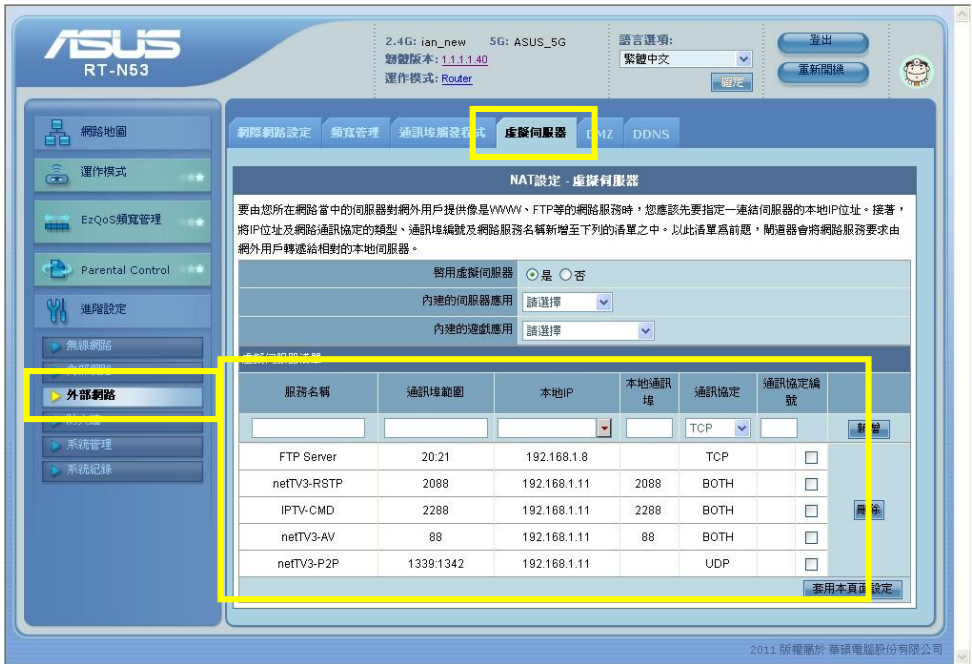 ASUS
RT-N53
2.4G: ian_new 5G: ASUS_5G
韌體版本: 1.1.1.1.40
運作模式: Router
語言選項:
繁體中文
確定
登出
重新開機
網路地圖
運作模式
EzQoS頻寬管理
Parental Control
進階設定
無線網路
內部網路
外部網路
防火牆
系統管理
系統紀錄
網際網路設定 頻寬管理 通訊埠觸發程式 虛擬伺服器 DMZ DDNS
NAT設定 - 虛擬伺服器
要由您所在網路當中的伺服器對網外用戶提供像是WWW、FTP等的網路服務時，您應該先要指定一連結伺服器的本地IP位址。接著，
將IP位址及網路通訊協定的類型、通訊埠編號及網路服務名稱新增至下列的清單之中。以此清單為前題，閘道器會將網路服務要求由
網外用戶轉遞給相對的本地伺服器。
啓用虛擬伺服器 是 否
內建的伺服器應用 請選擇
內建的遊戲應用 請選擇
虛擬伺服器清單
服務名稱 通訊埠範圍 本地IP 本地通訊埠 通訊協定 通訊協定編號
TCP 新增
FTP Server 20:21 192.168.1.8 TCP
netTV3-RSTP 2088 192.168.1.11 2088 BOTH
IPTV-CMD 2288 192.168.1.11 2288 BOTH
刪除
netTV3-AV 88 192.168.1.11 88 BOTH
netTV3-P2P 1339:1342 192.168.1.11 UDP
套用本頁面設定
2011 版權屬於 華碩電腦股份有限公司